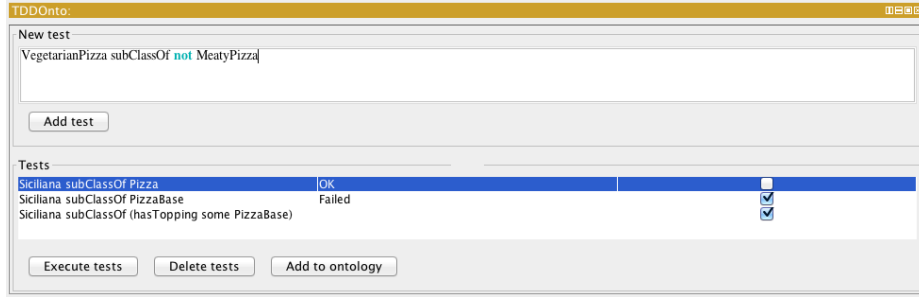 TDDOnto:
New test
VegetarianPizza subClassOf not MeatyPizza
Add test
Tests
Siciliana subClassOf Pizza OK
Siciliana subClassOf PizzaBase Failed
Siciliana subClassOf (hasTopping some PizzaBase)
Execute tests Delete tests Add to ontology